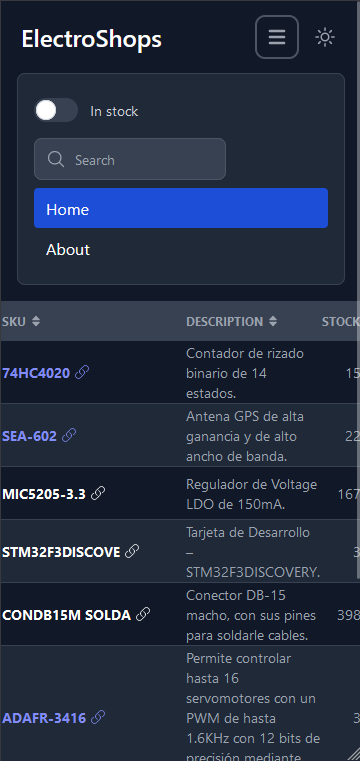 ElectroShops
In stock
Search
Home
About
SKU DESCRIPTION STOCK
Contador de rizado
74HC4020 binario de 14 15
estados.
Antena GPS de alta
SEA-602 ganancia y de alto 22
ancho de banda.
MIC5205-3.3 Regulador de Voltage 167
LDO de 150mA.
Tarjeta de Desarrollo
STM32F3DISCOVE – 3
STM32F3DISCOVERY.
Conector DB-15
CONDB15M SOLDA macho, con sus pines 398
para soldarle cables.
Permite controlar
hasta 16
servomotores con un
ADAFR-3416 PWM de hasta 3
1.6KHz con 12 bits de
precisión mediante